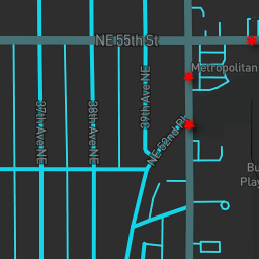 NE 55th St
Metropolitan
39th Ave NE
37th Ave NE
38th Ave NE
NE 52nd Pl
Bu
Play